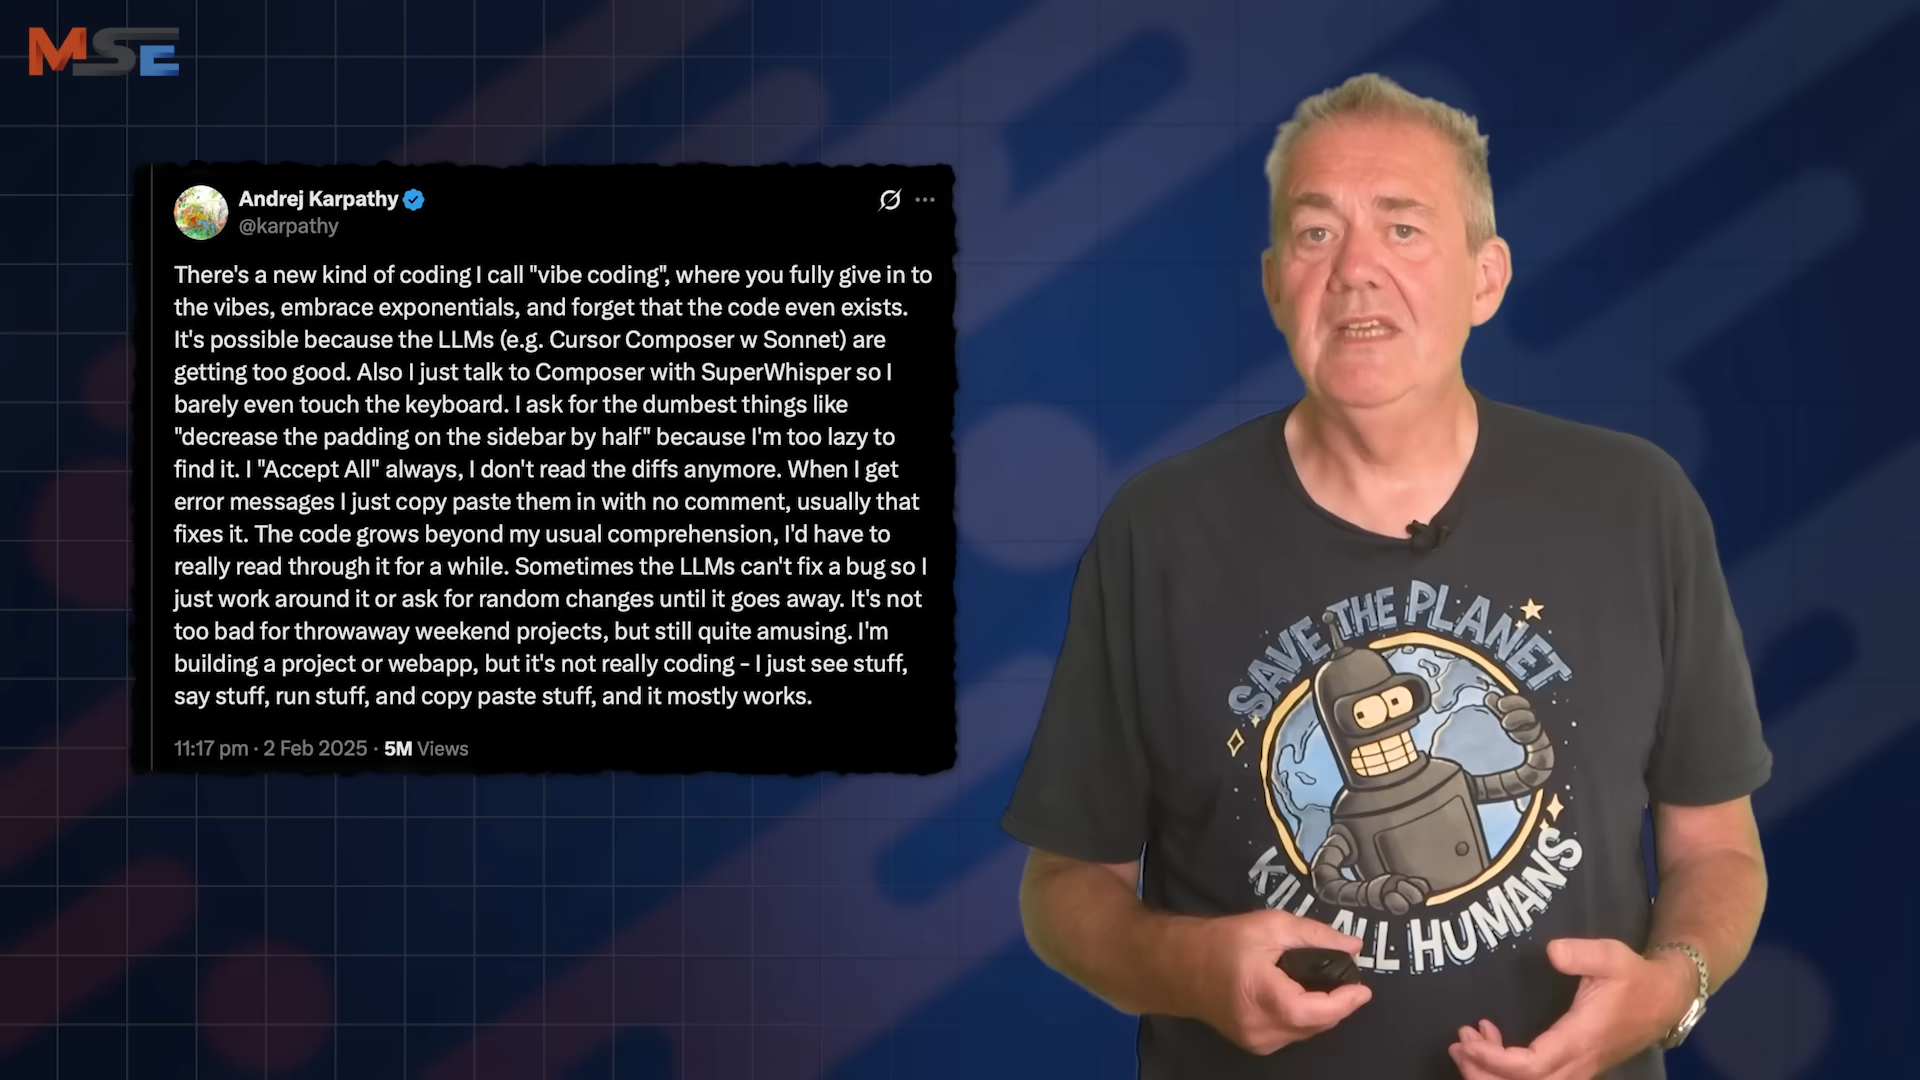 MSE
Andrej Karpathy
@karpathy
There's a new kind of coding I call "vibe coding", where you fully give in to
the vibes, embrace exponentials, and forget that the code even exists.
It's possible because the LLMs (e.g. Cursor Composer w Sonnet) are
getting too good. Also I just talk to Composer with SuperWhisper so I
barely even touch the keyboard. I ask for the dumbest things like
"decrease the padding on the sidebar by half" because I'm too lazy to
find it. I "Accept All" always, I don't read the diffs anymore. When I get
error messages I just copy paste them in with no comment, usually that
fixes it. The code grows beyond my usual comprehension, I'd have to
really read through it for a while. Sometimes the LLMs can't fix a bug so I
just work around it or ask for random changes until it goes away. It's not
too bad for throwaway weekend projects, but still quite amusing. I'm
building a project or webapp, but it's not really coding – I just see stuff,
say stuff, run stuff, and copy paste stuff, and it mostly works.
11:17 pm · 2 Feb 2025 · 5M Views
SAVE THE PLANET
KILL ALL HUMANS